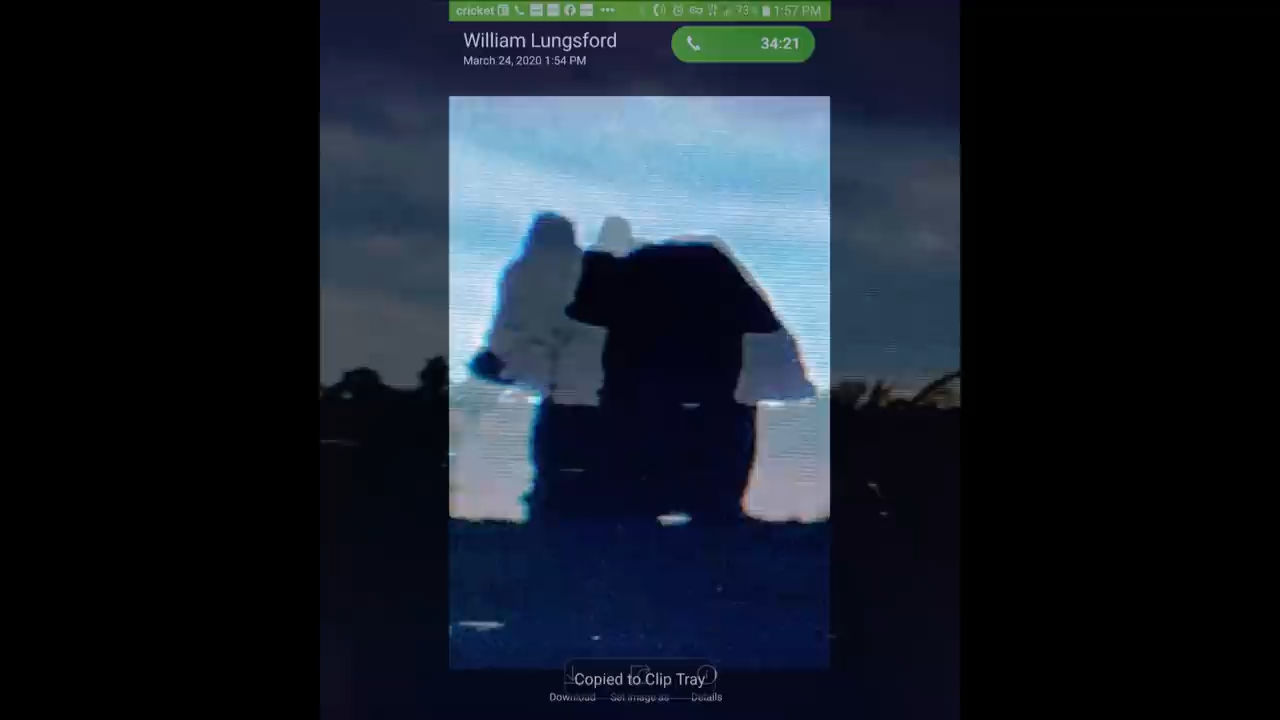 cricket 93% 1:57 PM
William Lungsford 34:21
March 24, 2020 1:54 PM
Copied to Clip Tray
Download Set image as Details